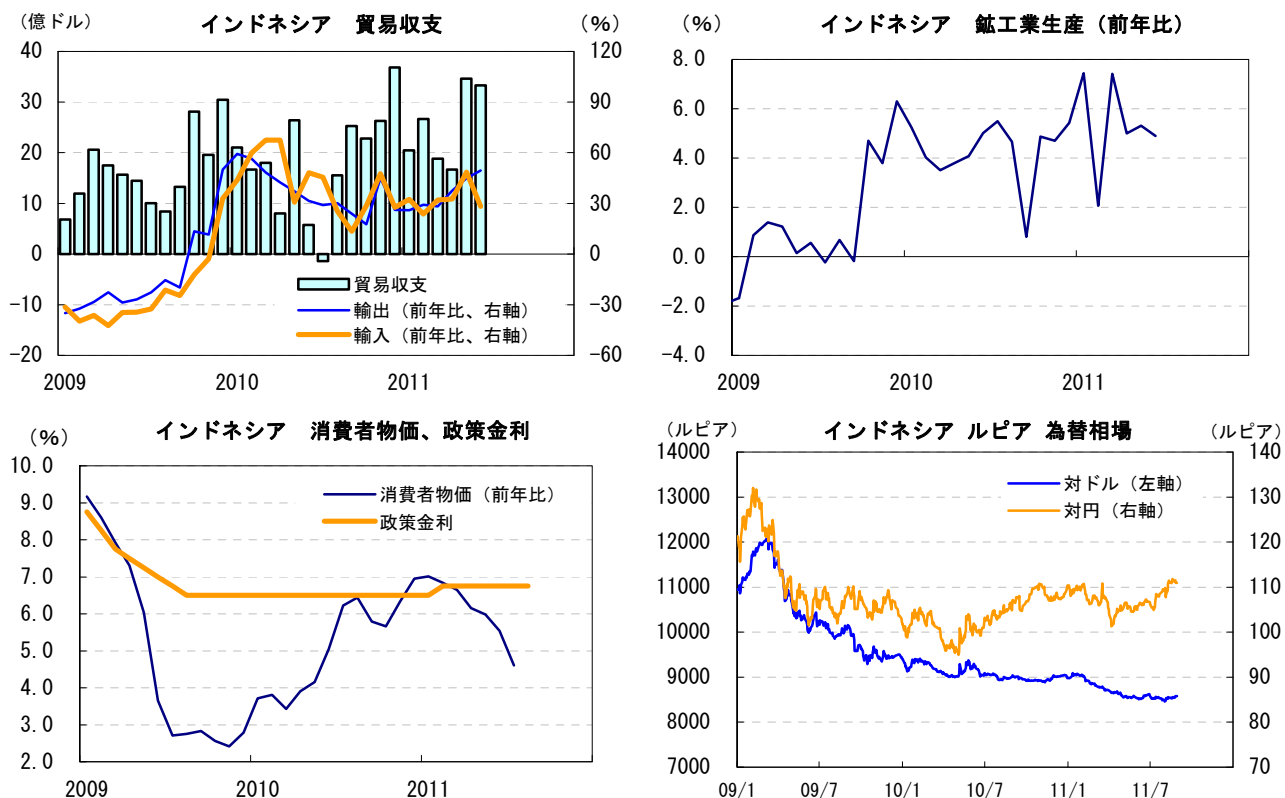 インドネシア　貿易収支
（億ドル）
（％）
40
30
20
10
0
-10
-20
120
90
60
30
0
-30
-60
貿易収支
輸出（前年比、右軸）
輸入（前年比、右軸）
2009 2010 2011
インドネシア　鉱工業生産（前年比）
（％）
8.0
6.0
4.0
2.0
0.0
-2.0
-4.0
2009 2010 2011
インドネシア　消費者物価、政策金利
（％）
10.0
9.0
8.0
7.0
6.0
5.0
4.0
3.0
2.0
消費者物価（前年比）
政策金利
2009 2010 2011
インドネシア ルピア 為替相場
（ルピア）
（ルピア）
14000
13000
12000
11000
10000
9000
8000
7000
140
130
120
110
100
90
80
70
対ドル（左軸）
対円（右軸）
09/1 09/7 10/1 10/7 11/1 11/7